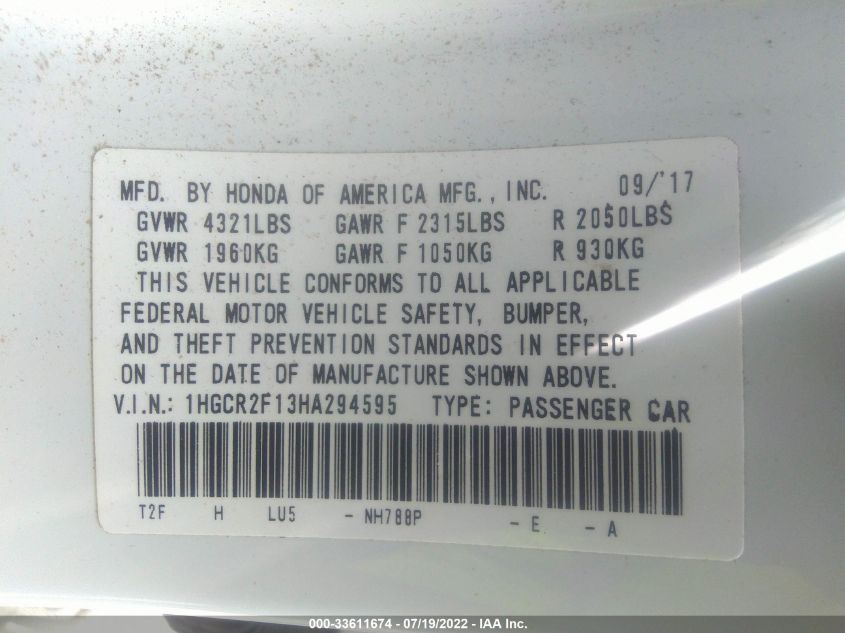 MFD. BY HONDA OF AMERICA MFG., INC. 09/'17
GVWR 4321LBS GAWR F 2315LBS R 2050LBS
GVWR 1960KG GAWR F 1050KG R 930KG
THIS VEHICLE CONFORMS TO ALL APPLICABLE
FEDERAL MOTOR VEHICLE SAFETY, BUMPER,
AND THEFT PREVENTION STANDARDS IN EFFECT
ON THE DATE OF MANUFACTURE SHOWN ABOVE.
V.I.N.: 1HGCR2F13HA294595 TYPE: PASSENGER CAR
T2F H LU5 - NH788P - E - A
000-33611674 / 07/19/2022 - IAA Inc.